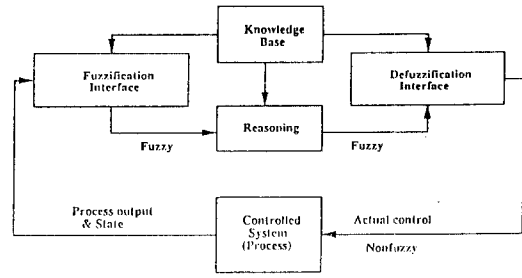 Knowledge
Base
Fuzzification
Interface
Defuzzification
Interface
Reasoning
Fuzzy
Fuzzy
Process output
& State
Controlled
System
(Process)
Actual control
Nonfuzzy